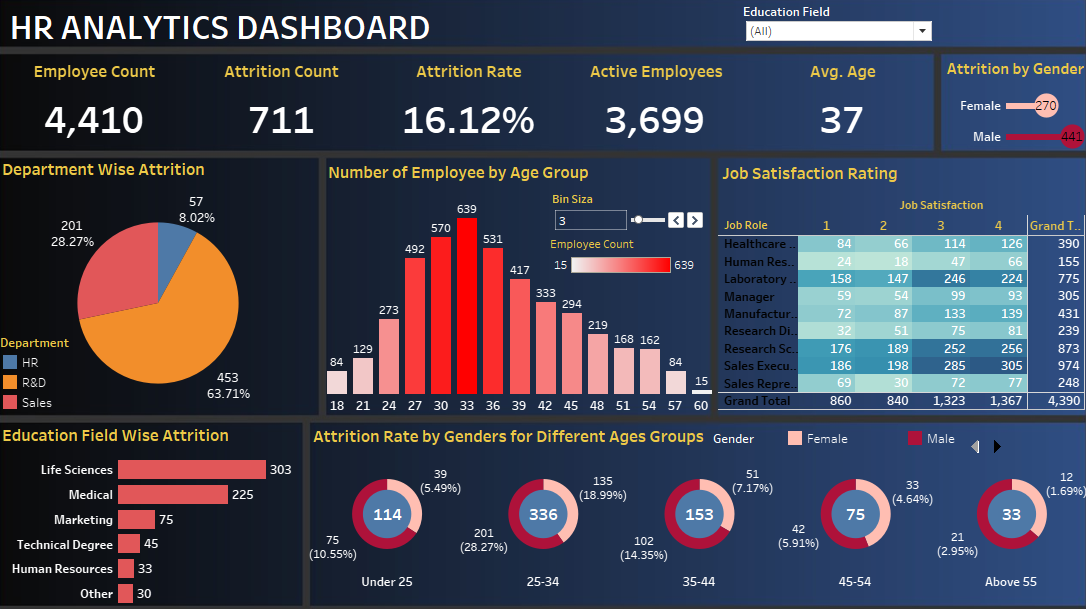 HR ANALYTICS DASHBOARD
Education Field
(All)
Employee Count
4,410
Attrition Count
711
Attrition Rate
16.12%
Active Employees
3,699
Avg. Age
37
Attrition by Gender
Female 270
Male 441
Department Wise Attrition
57
8.02%
201
28.27%
453
63.71%
Department
HR
R&D
Sales
Number of Employee by Age Group
Bin Siza
3
Employee Count
15 639
84 129 273 492 570 639 531 417 333 294 219 168 162 84 15
18 21 24 27 30 33 36 39 42 45 48 51 54 57 60
Job Satisfaction Rating
Job Satisfaction
Job Role 1 2 3 4 Grand T..
Healthcare .. 84 66 114 126 390
Human Res.. 24 18 47 66 155
Laboratory .. 158 147 246 224 775
Manager 59 54 99 93 305
Manufactur.. 72 87 133 139 431
Research Di.. 32 51 75 81 239
Research Sc.. 176 189 252 256 873
Sales Execu.. 186 198 285 305 974
Sales Repre.. 69 30 72 77 248
Grand Total 860 840 1,323 1,367 4,390
Education Field Wise Attrition
Life Sciences 303
Medical 225
Marketing 75
Technical Degree 45
Human Resources 33
Other 30
Attrition Rate by Genders for Different Ages Groups
Gender Female Male
39
(5.49%)
114
75
(10.55%)
Under 25
135
(18.99%)
336
201
(28.27%)
25-34
51
(7.17%)
153
102
(14.35%)
35-44
33
(4.64%)
75
42
(5.91%)
45-54
12
(1.69%)
33
21
(2.95%)
Above 55